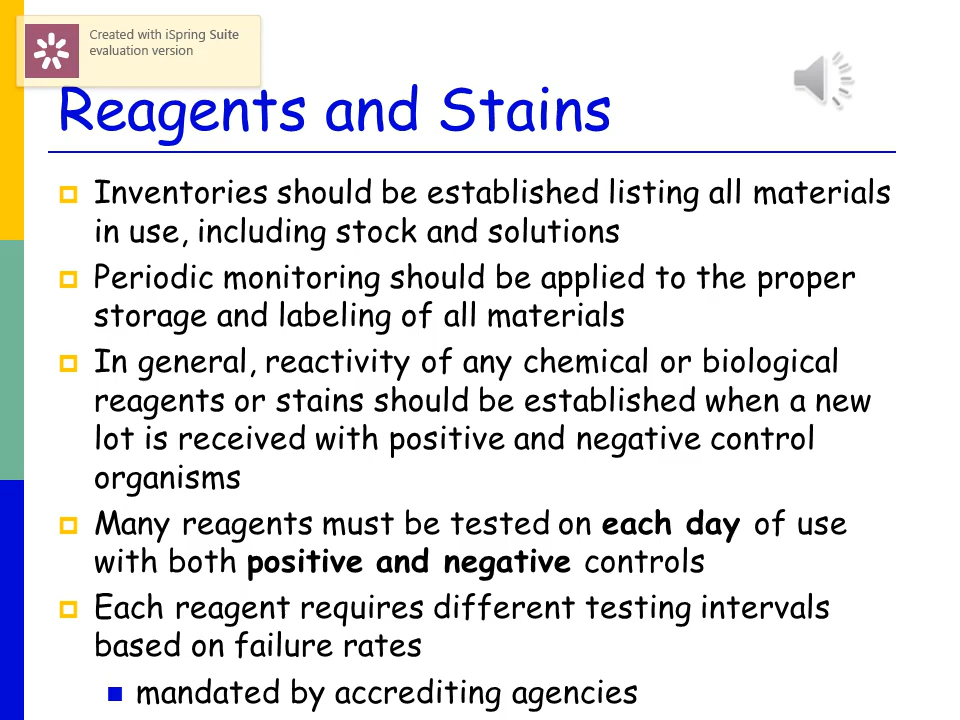 Created with iSpring Suite
evaluation version
Reagents and Stains
Inventories should be established listing all materials
in use, including stock and solutions
Periodic monitoring should be applied to the proper
storage and labeling of all materials
In general, reactivity of any chemical or biological
reagents or stains should be established when a new
lot is received with positive and negative control
organisms
Many reagents must be tested on each day of use
with both positive and negative controls
Each reagent requires different testing intervals
based on failure rates
mandated by accrediting agencies